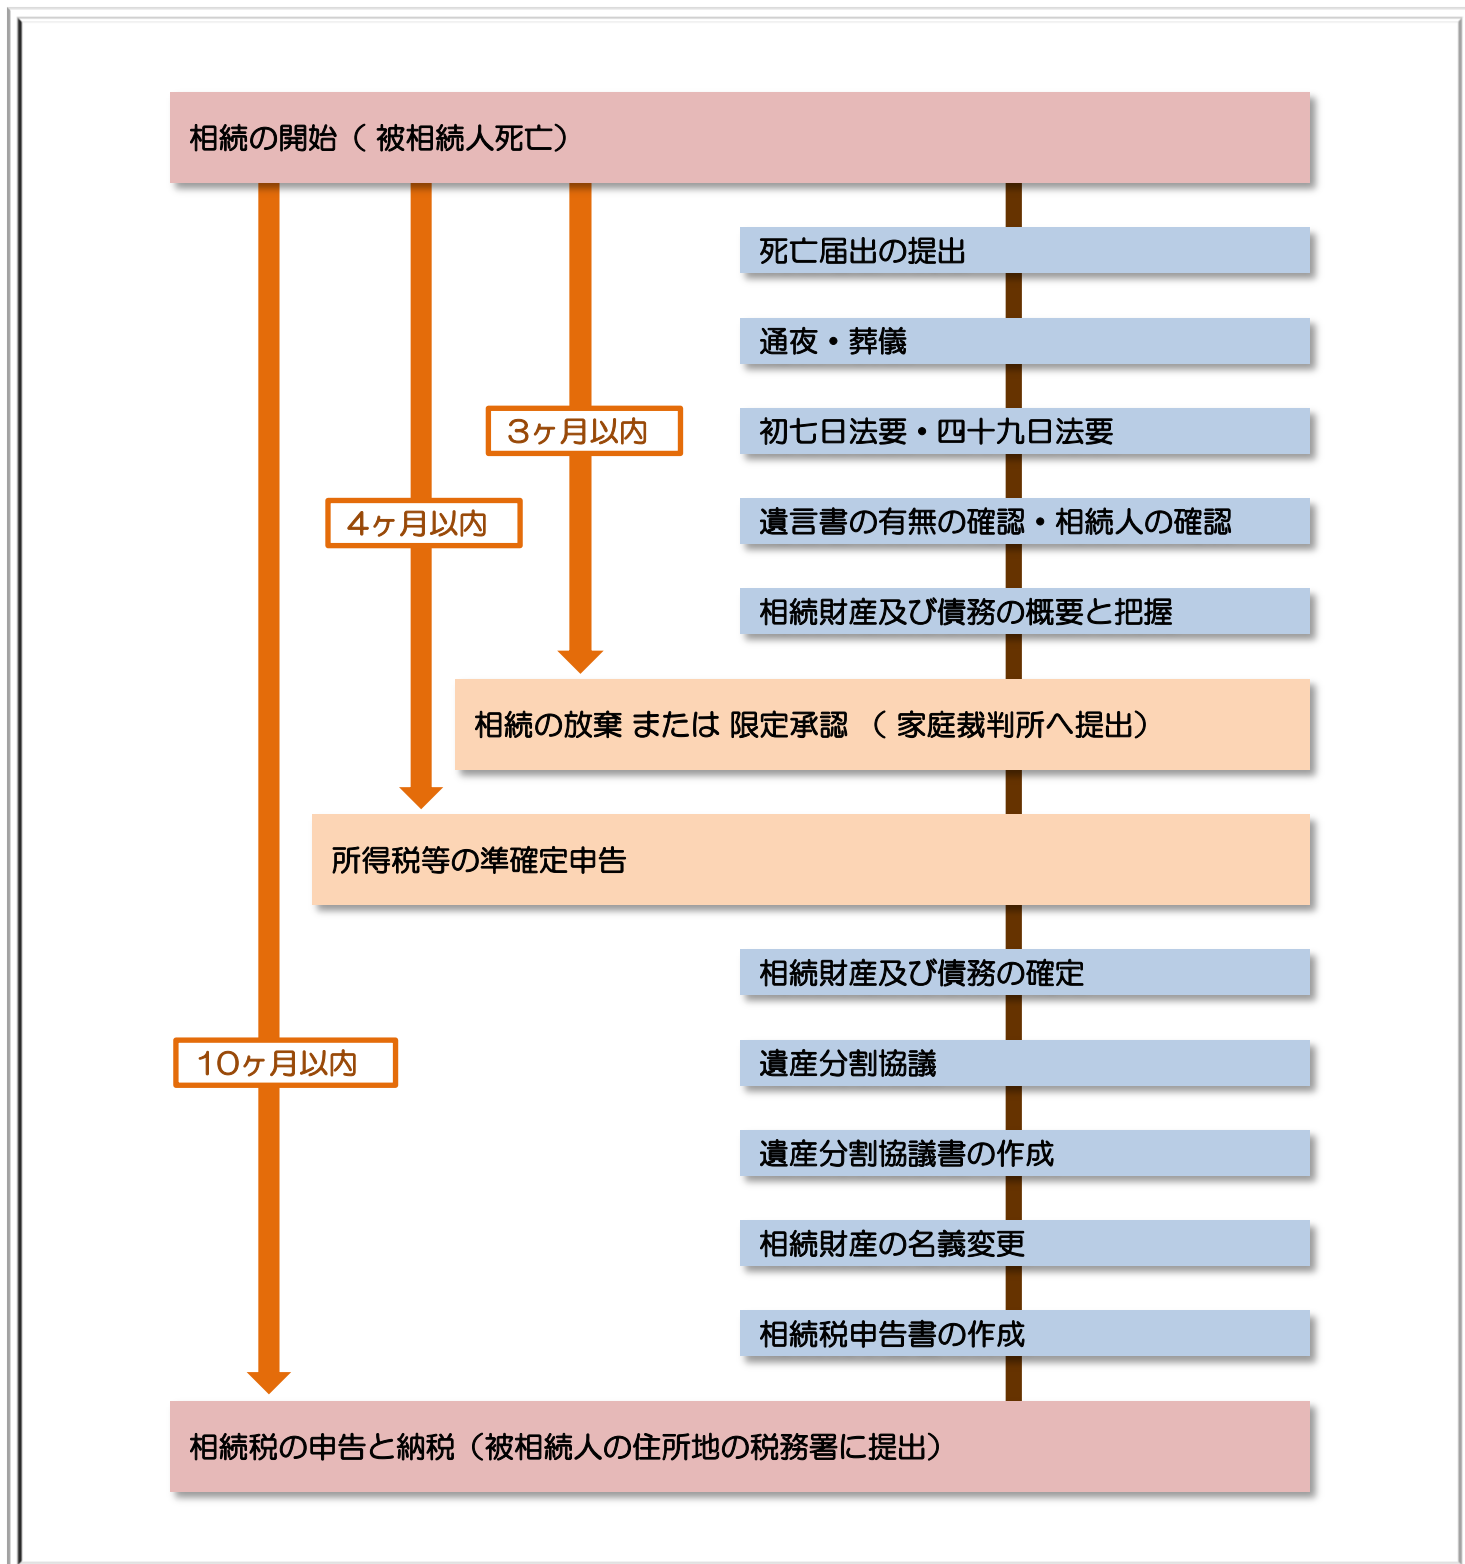 相続の開始（ 被相続人死亡）
死亡届出の提出
通夜・葬儀
3ヶ月以内
初七日法要・四十九日法要
4ヶ月以内
遺言書の有無の確認・相続人の確認
相続財産及び債務の概要と把握
相続の放棄 または 限定承認 （ 家庭裁判所へ提出）
所得税等の準確定申告
相続財産及び債務の確定
10ヶ月以内
遺産分割協議
遺産分割協議書の作成
相続財産の名義変更
相続税申告書の作成
相続税の申告と納税（被相続人の住所地の税務署に提出）